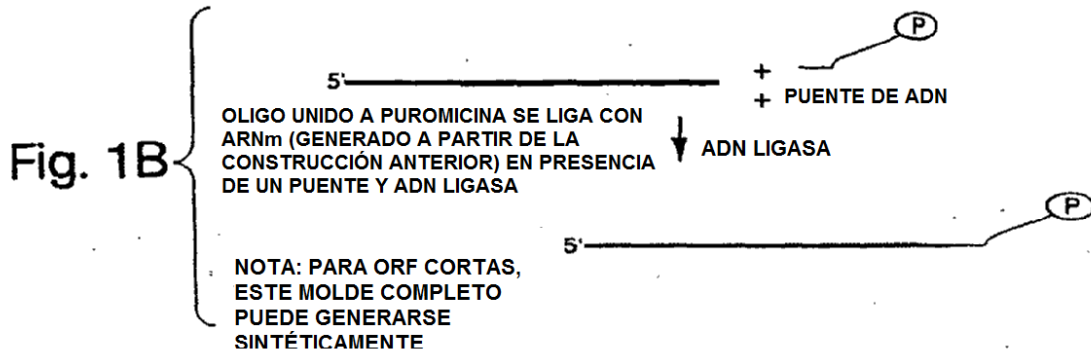 P
5'
+
+ PUENTE DE ADN
OLIGO UNIDO A PUROMICINA SE LIGA CON
ARNm (GENERADO A PARTIR DE LA
CONSTRUCCIÓN ANTERIOR) EN PRESENCIA
DE UN PUENTE Y ADN LIGASA
ADN LIGASA
Fig. 1B
P
5'
NOTA: PARA ORF CORTAS,
ESTE MOLDE COMPLETO
PUEDE GENERARSE
SINTÉTICAMENTE